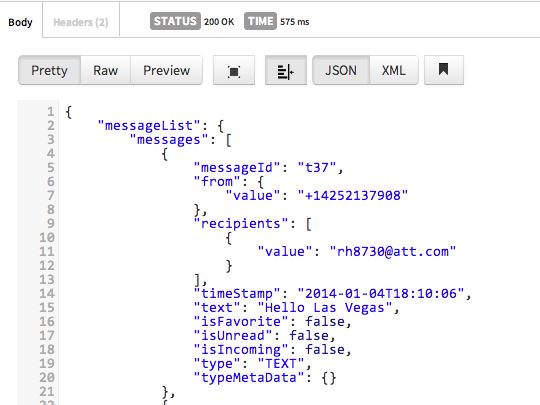 Body Headers (2) STATUS 200 OK TIME 575 ms
Pretty Raw Preview JSON XML
1 {
2 "messageList": {
3 "messages": [
4 {
5 "messageId": "t37",
6 "from": {
7 "value": "+14252137908"
8 },
9 "recipients": [
10 {
11 "value": "rh8730@att.com"
12 }
13 ],
14 "timeStamp": "2014-01-04T18:10:06",
15 "text": "Hello Las Vegas",
16 "isFavorite": false,
17 "isUnread": false,
18 "isIncoming": false,
19 "type": "TEXT",
20 "typeMetaData": {}
21 },
22 {